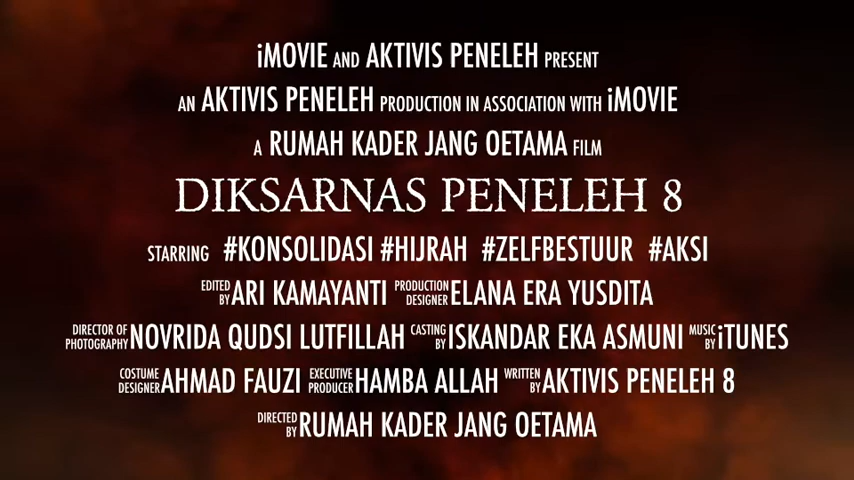 iMOVIE AND AKTIVIS PENELEH PRESENT
AN AKTIVIS PENELEH PRODUCTION IN ASSOCIATION WITH iMOVIE
A RUMAH KADER JANG OETAMA FILM
DIKSARNAS PENELEH 8
STARRING #KONSOLIDASI #HIJRAH #ZELFBESTUUR #AKSI
EDITED BY ARI KAMAYANTI PRODUCTION DESIGNER ELANA ERA YUSDITA
DIRECTOR OF PHOTOGRAPHY NOVRIDA QUDSI LUTFILLAH CASTING BY ISKANDAR EKA ASMUNI MUSIC BY iTUNES
COSTUME DESIGNER AHMAD FAUZI EXECUTIVE PRODUCER HAMBA ALLAH WRITTEN BY AKTIVIS PENELEH 8
DIRECTED BY RUMAH KADER JANG OETAMA